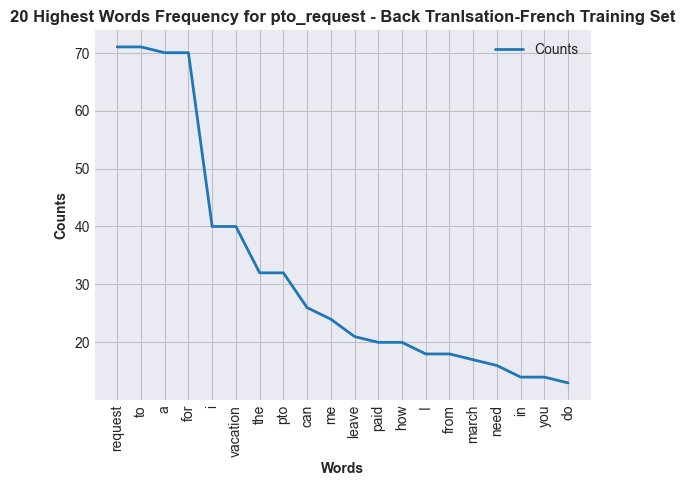 20 Highest Words Frequency for pto_request - Back Tranlsation-French Training Set
Counts
70
60
50
40
30
20
Counts
request
to
a
for
i
vacation
the
pto
can
me
leave
paid
how
I
from
march
need
in
you
do
Words